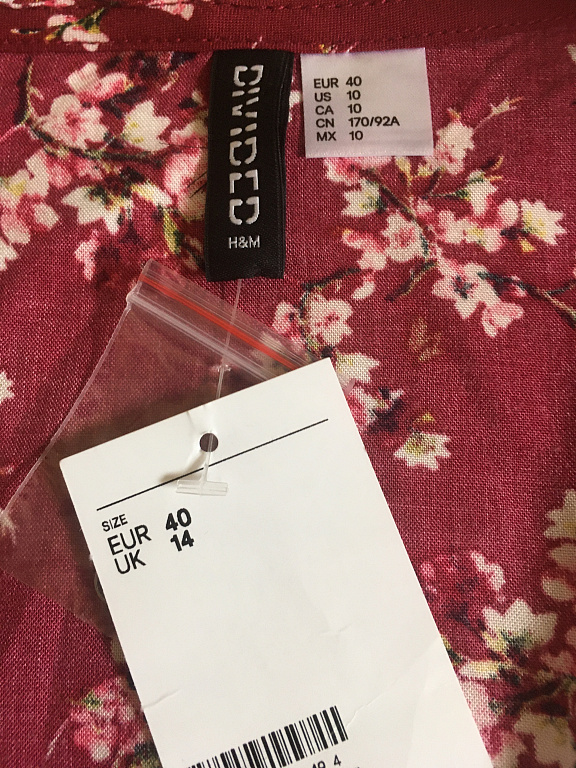 DIVIDED
H&M
EUR 40
US 10
CA 10
CN 170/92A
MX 10
SIZE
EUR 40
UK 14